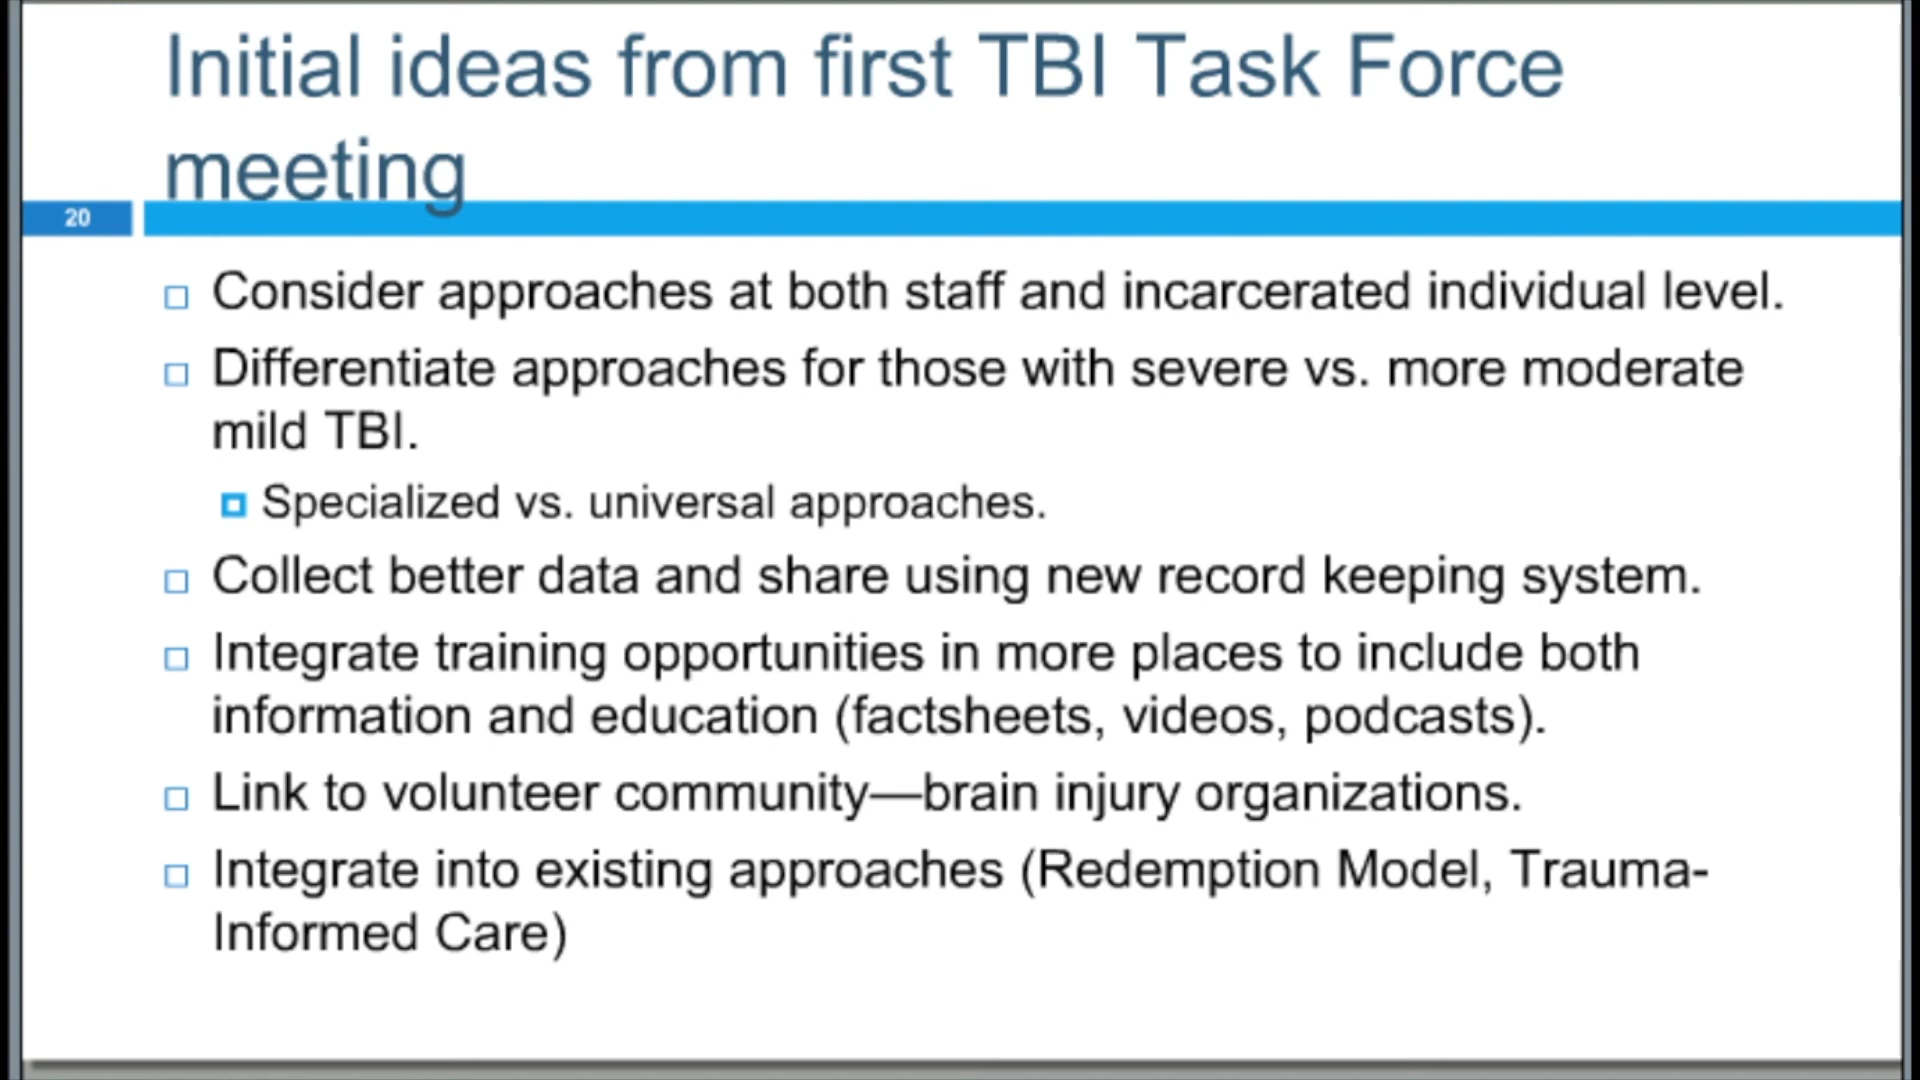 Initial ideas from first TBI Task Force
meeting
20
Consider approaches at both staff and incarcerated individual level.
Differentiate approaches for those with severe vs. more moderate
mild TBI.
Specialized vs. universal approaches.
Collect better data and share using new record keeping system.
Integrate training opportunities in more places to include both
information and education (factsheets, videos, podcasts).
Link to volunteer community—brain injury organizations.
Integrate into existing approaches (Redemption Model, Trauma-
Informed Care)